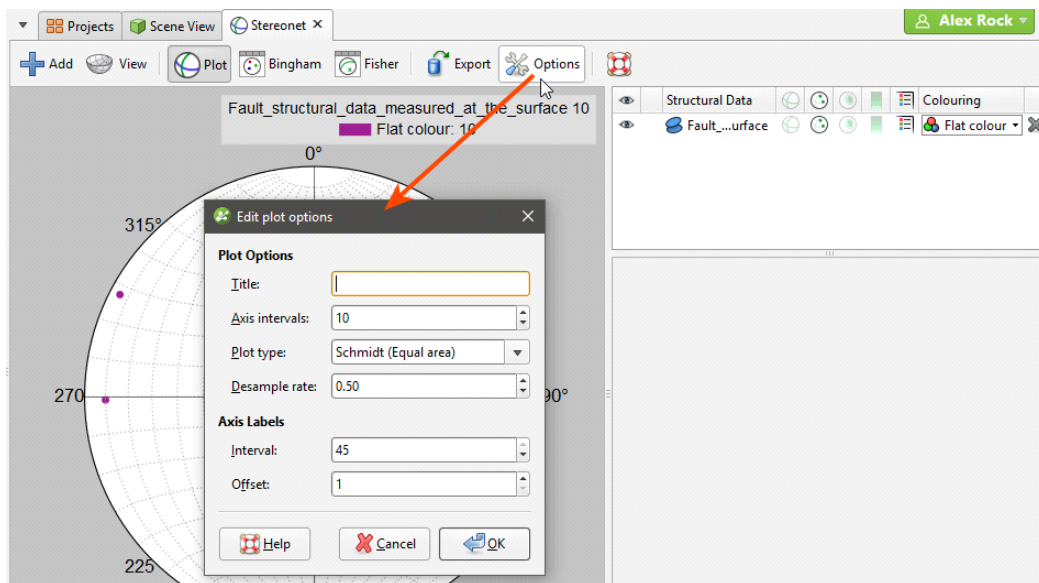 Projects Scene View Stereonet ×
Alex Rock
Add View Plot Bingham Fisher Export Options
Fault_structural_data_measured_at_the_surface 10
Flat colour: 10
Structural Data Colouring
Fault_...urface Flat colour
0°
315°
270
90°
225
Edit plot options
Plot Options
Title:
Axis intervals: 10
Plot type: Schmidt (Equal area)
Desample rate: 0.50
Axis Labels
Interval: 45
Offset: 1
Help Cancel OK